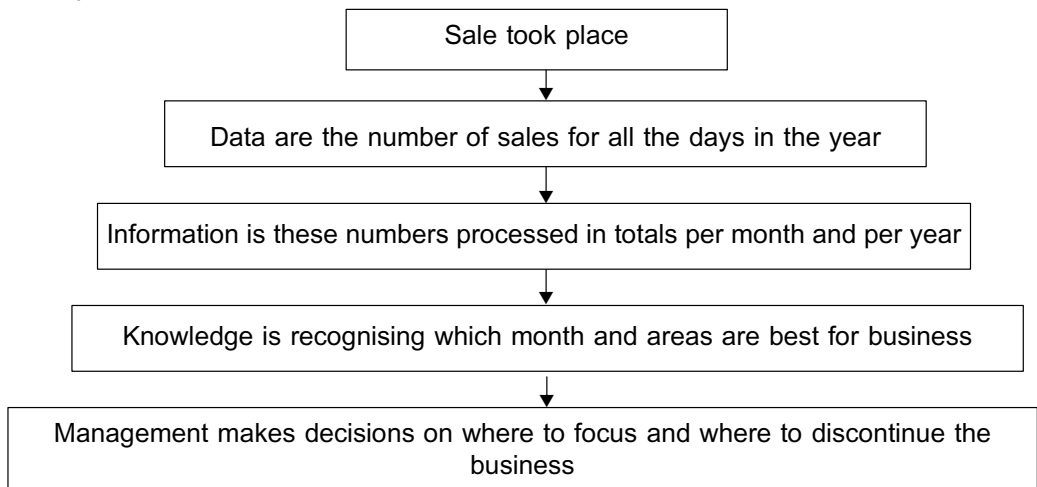 Sale took place
Data are the number of sales for all the days in the year
Information is these numbers processed in totals per month and per year
Knowledge is recognising which month and areas are best for business
Management makes decisions on where to focus and where to discontinue the
business